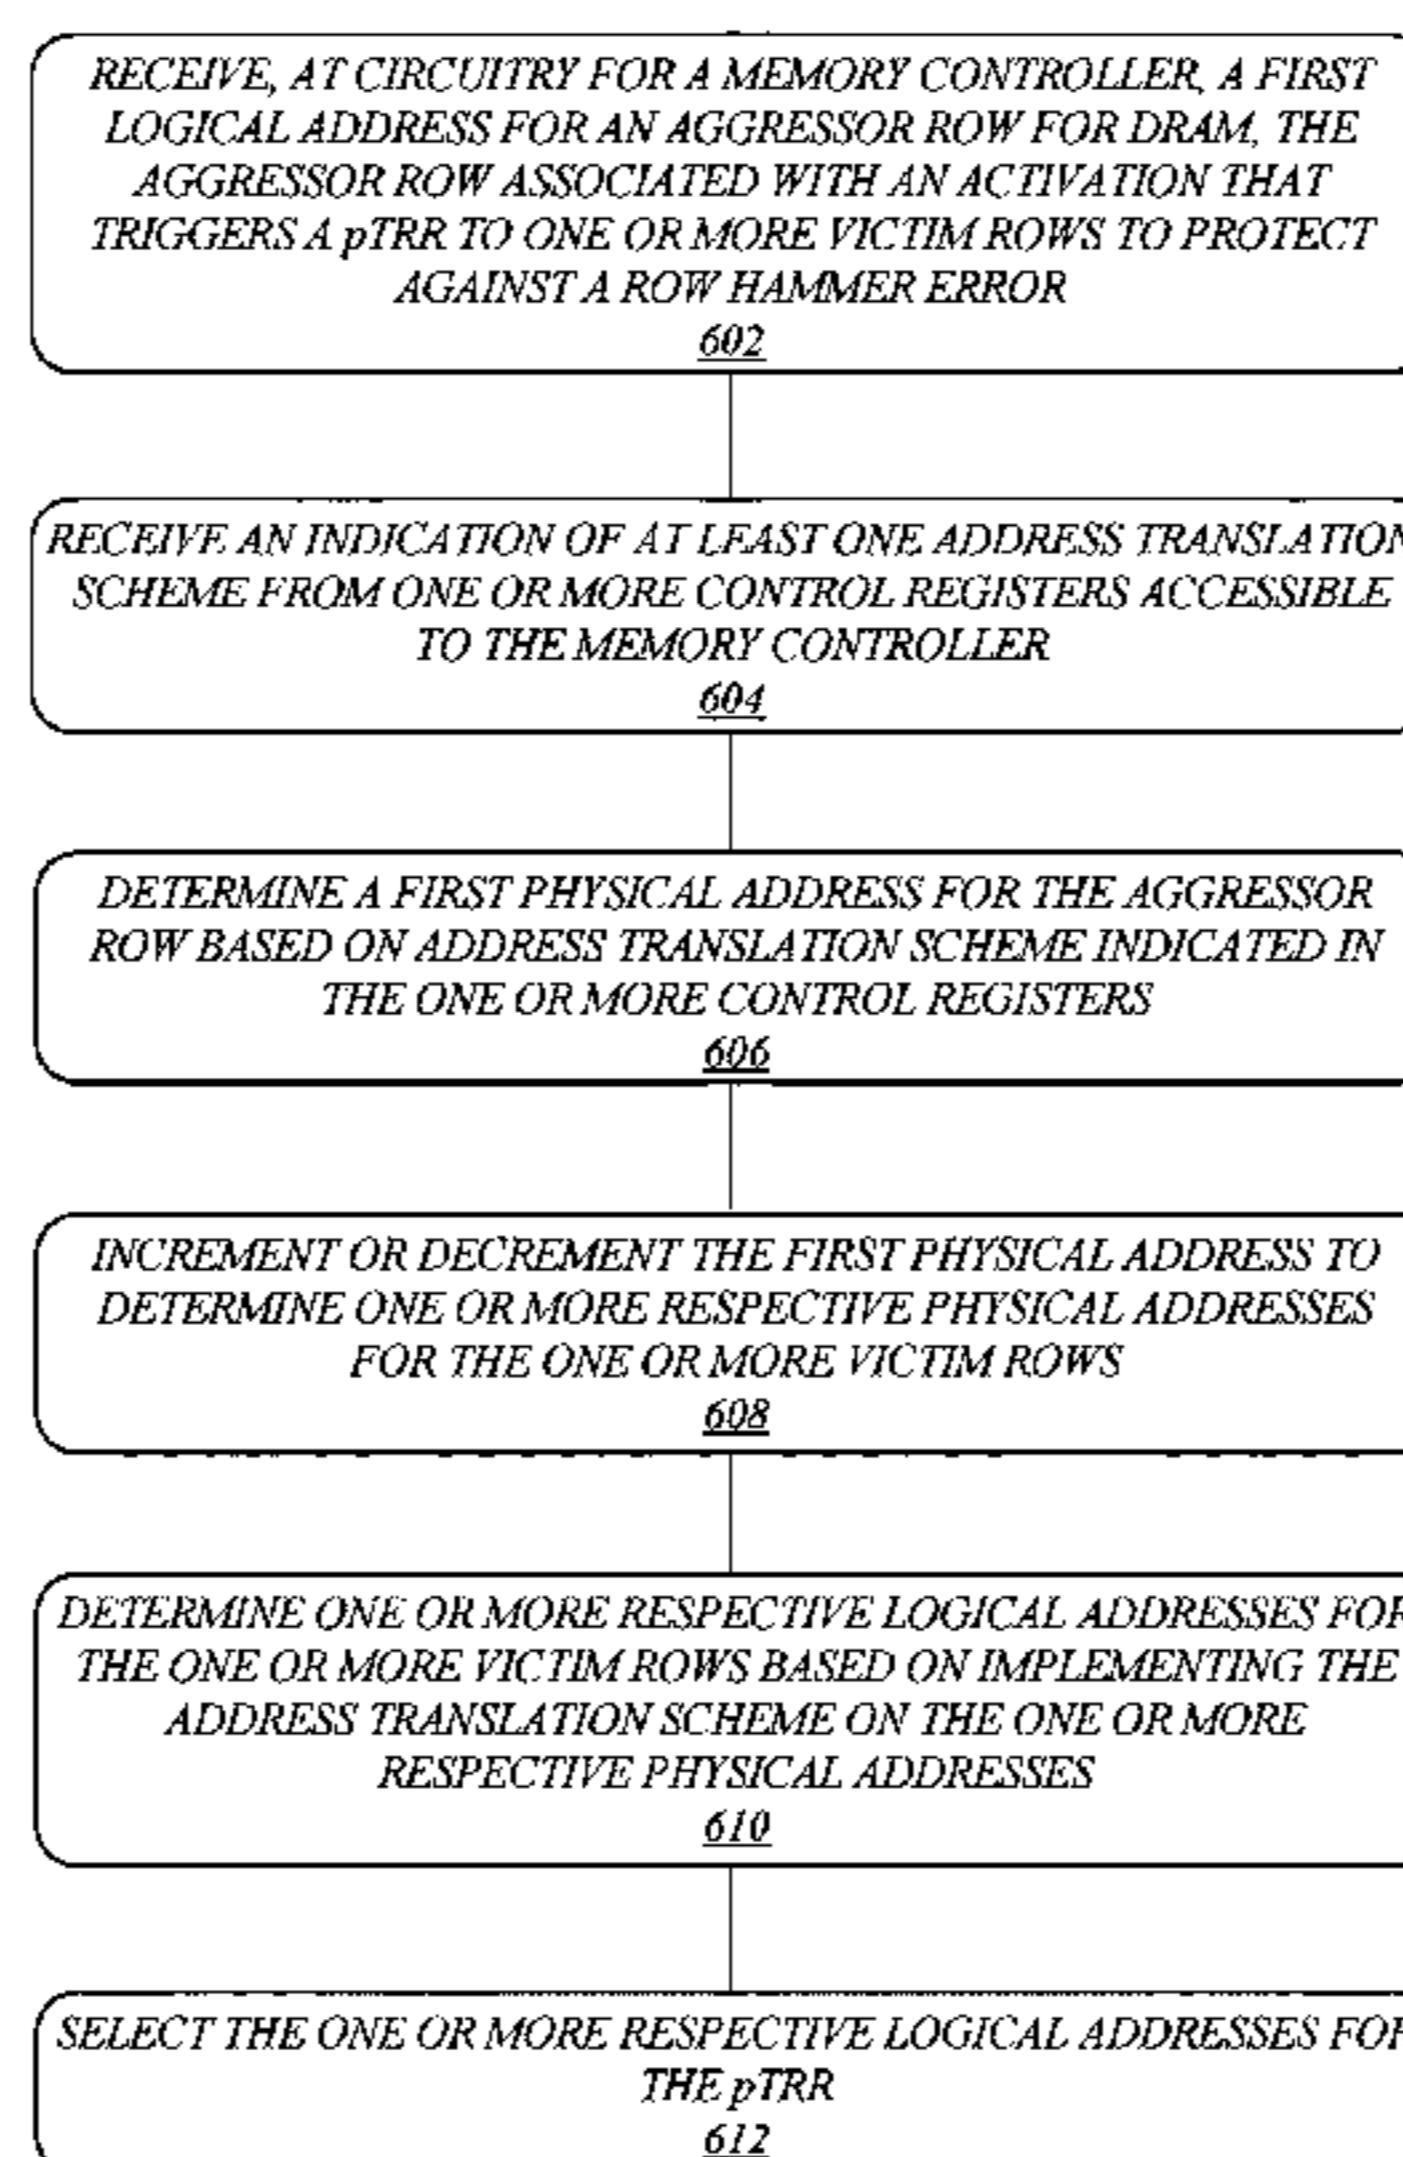 RECEIVE, AT CIRCUITRY FOR A MEMORY CONTROLLER, A FIRST
LOGICAL ADDRESS FOR AN AGGRESSOR ROW FOR DRAM, THE
AGGRESSOR ROW ASSOCIATED WITH AN ACTIVATION THAT
TRIGGERS A pTRR TO ONE OR MORE VICTIM ROWS TO PROTECT
AGAINST A ROW HAMMER ERROR
602
RECEIVE AN INDICATION OF AT LEAST ONE ADDRESS TRANSLATION
SCHEME FROM ONE OR MORE CONTROL REGISTERS ACCESSIBLE
TO THE MEMORY CONTROLLER
604
DETERMINE A FIRST PHYSICAL ADDRESS FOR THE AGGRESSOR
ROW BASED ON ADDRESS TRANSLATION SCHEME INDICATED IN
THE ONE OR MORE CONTROL REGISTERS
606
INCREMENT OR DECREMENT THE FIRST PHYSICAL ADDRESS TO
DETERMINE ONE OR MORE RESPECTIVE PHYSICAL ADDRESSES
FOR THE ONE OR MORE VICTIM ROWS
608
DETERMINE ONE OR MORE RESPECTIVE LOGICAL ADDRESSES FOR
THE ONE OR MORE VICTIM ROWS BASED ON IMPLEMENTING THE
ADDRESS TRANSLATION SCHEME ON THE ONE OR MORE
RESPECTIVE PHYSICAL ADDRESSES
610
SELECT THE ONE OR MORE RESPECTIVE LOGICAL ADDRESSES FOR
THE pTRR
612